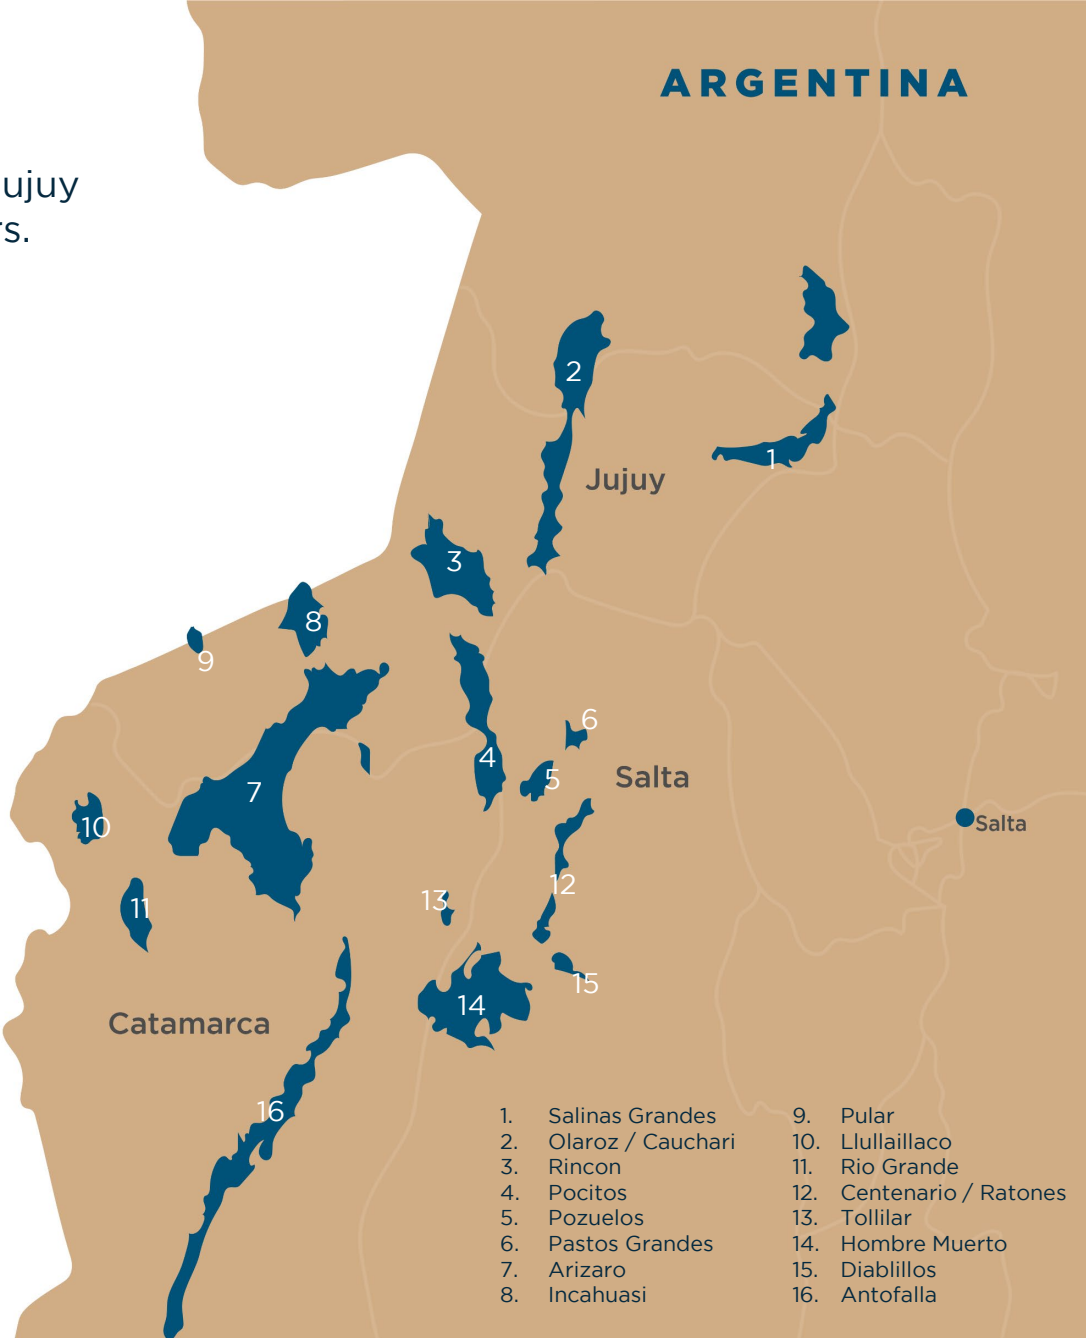 ARGENTINA
ujuy
rs.
2
1
Jujuy
3
8
9
6
4
5
Salta
7
10
Salta
12
13
11
15
14
Catamarca
16
1. Salinas Grandes
2. Olaroz / Cauchari
3. Rincon
4. Pocitos
5. Pozuelos
6. Pastos Grandes
7. Arizaro
8. Incahuasi
9. Pular
10. Llullaillaco
11. Rio Grande
12. Centenario / Ratones
13. Tollilar
14. Hombre Muerto
15. Diablillos
16. Antofalla